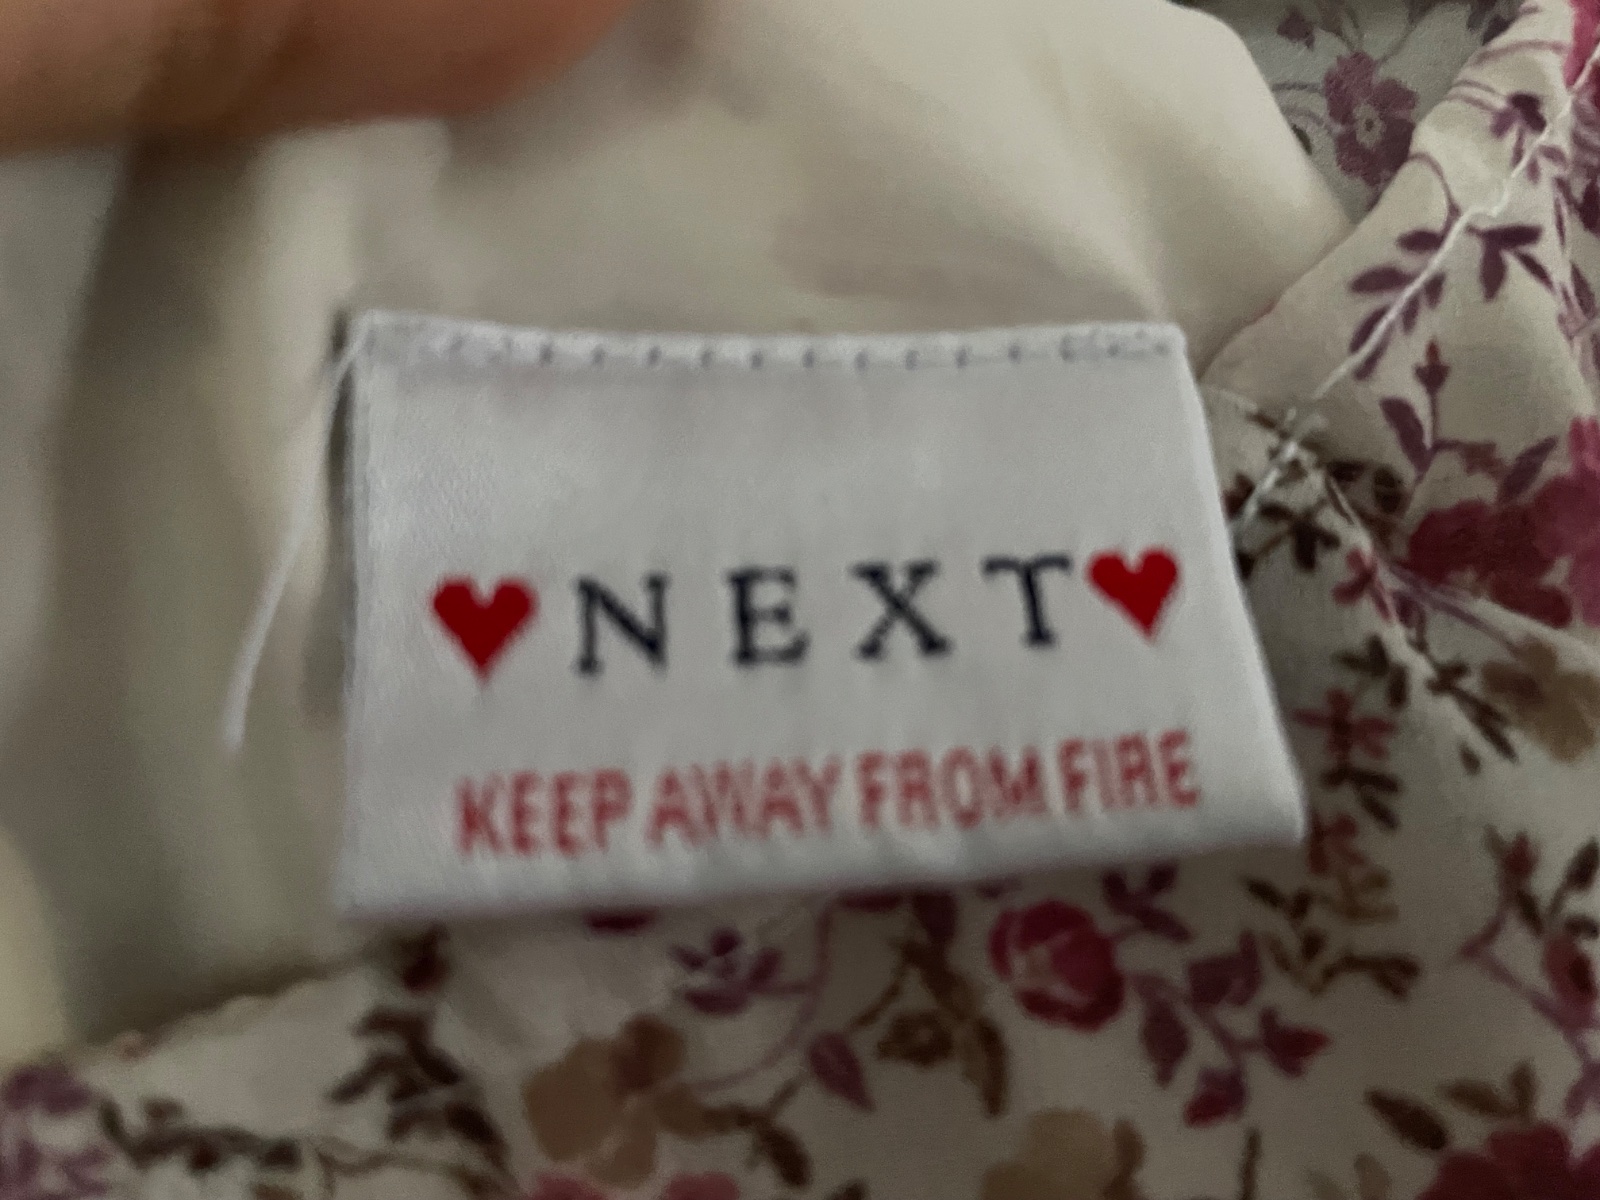 ♥ NEXT ♥
KEEP AWAY FROM FIRE